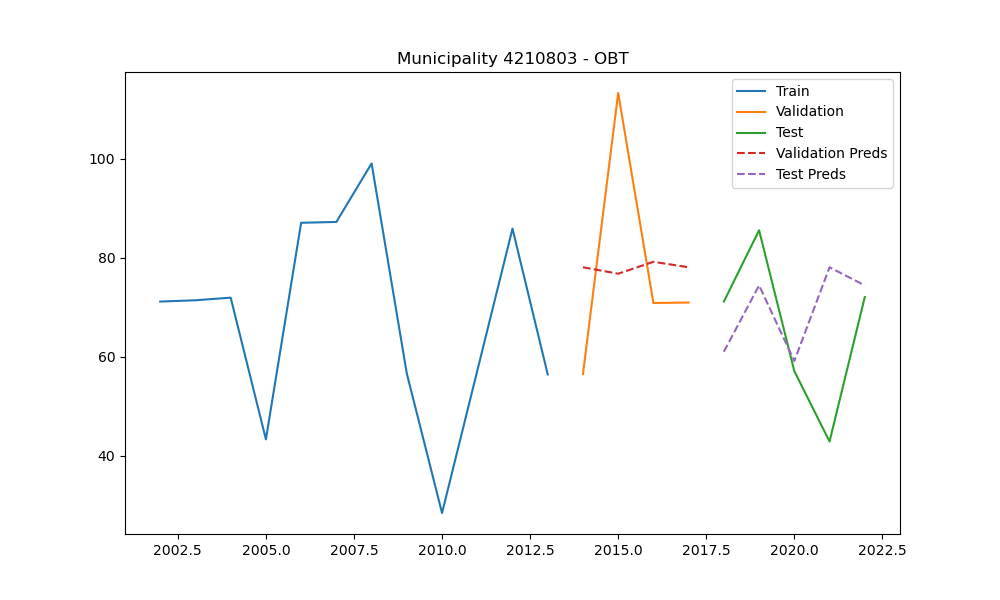 Municipality 4210803 - OBT
Train
Validation
Test
Validation Preds
Test Preds
100
80
60
40
2002.5 2005.0 2007.5 2010.0 2012.5 2015.0 2017.5 2020.0 2022.5